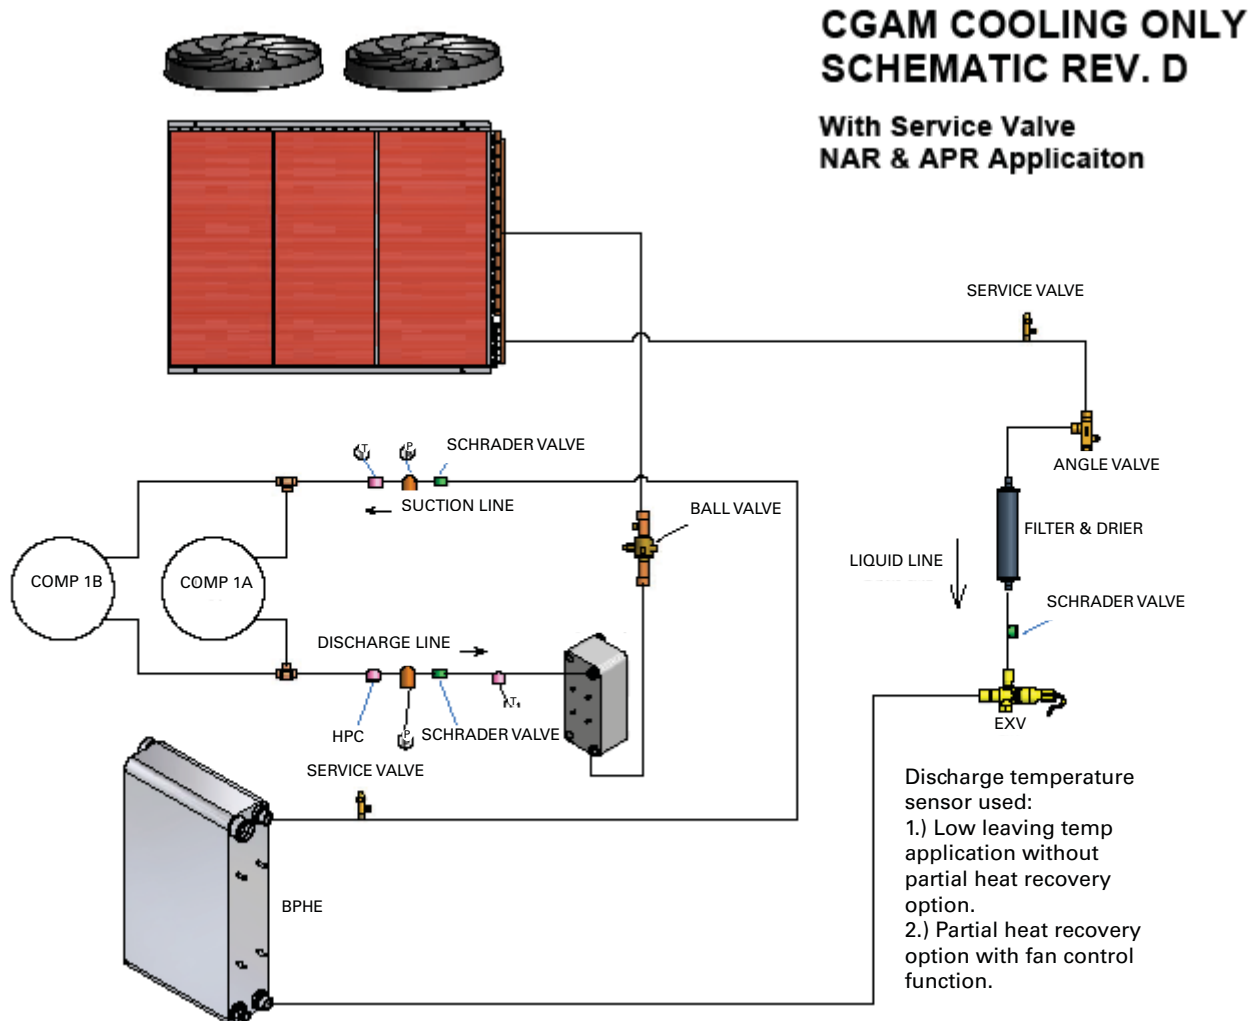 CGAM COOLING ONLY
SCHEMATIC REV. D
With Service Valve
NAR & APR Applicaiton
SERVICE VALVE
ANGLE VALVE
SCHRADER VALVE
SUCTION LINE
BALL VALVE
FILTER & DRIER
LIQUID LINE
COMP 1B
COMP 1A
SCHRADER VALVE
DISCHARGE LINE
HPC
SCHRADER VALVE
EXV
SERVICE VALVE
BPHE
Discharge temperature
sensor used:
1.) Low leaving temp
application without
partial heat recovery
option.
2.) Partial heat recovery
option with fan control
function.